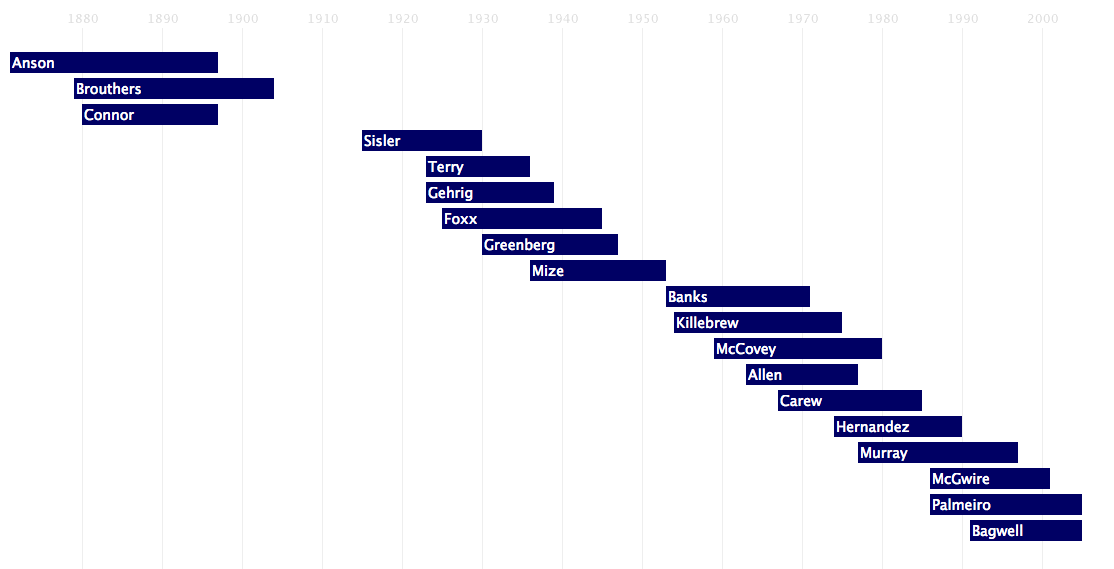 1880 1890 1900 1910 1920 1930 1940 1950 1960 1970 1980 1990 2000
Anson
Brouthers
Connor
Sisler
Terry
Gehrig
Foxx
Greenberg
Mize
Banks
Killebrew
McCovey
Allen
Carew
Hernandez
Murray
McGwire
Palmeiro
Bagwell